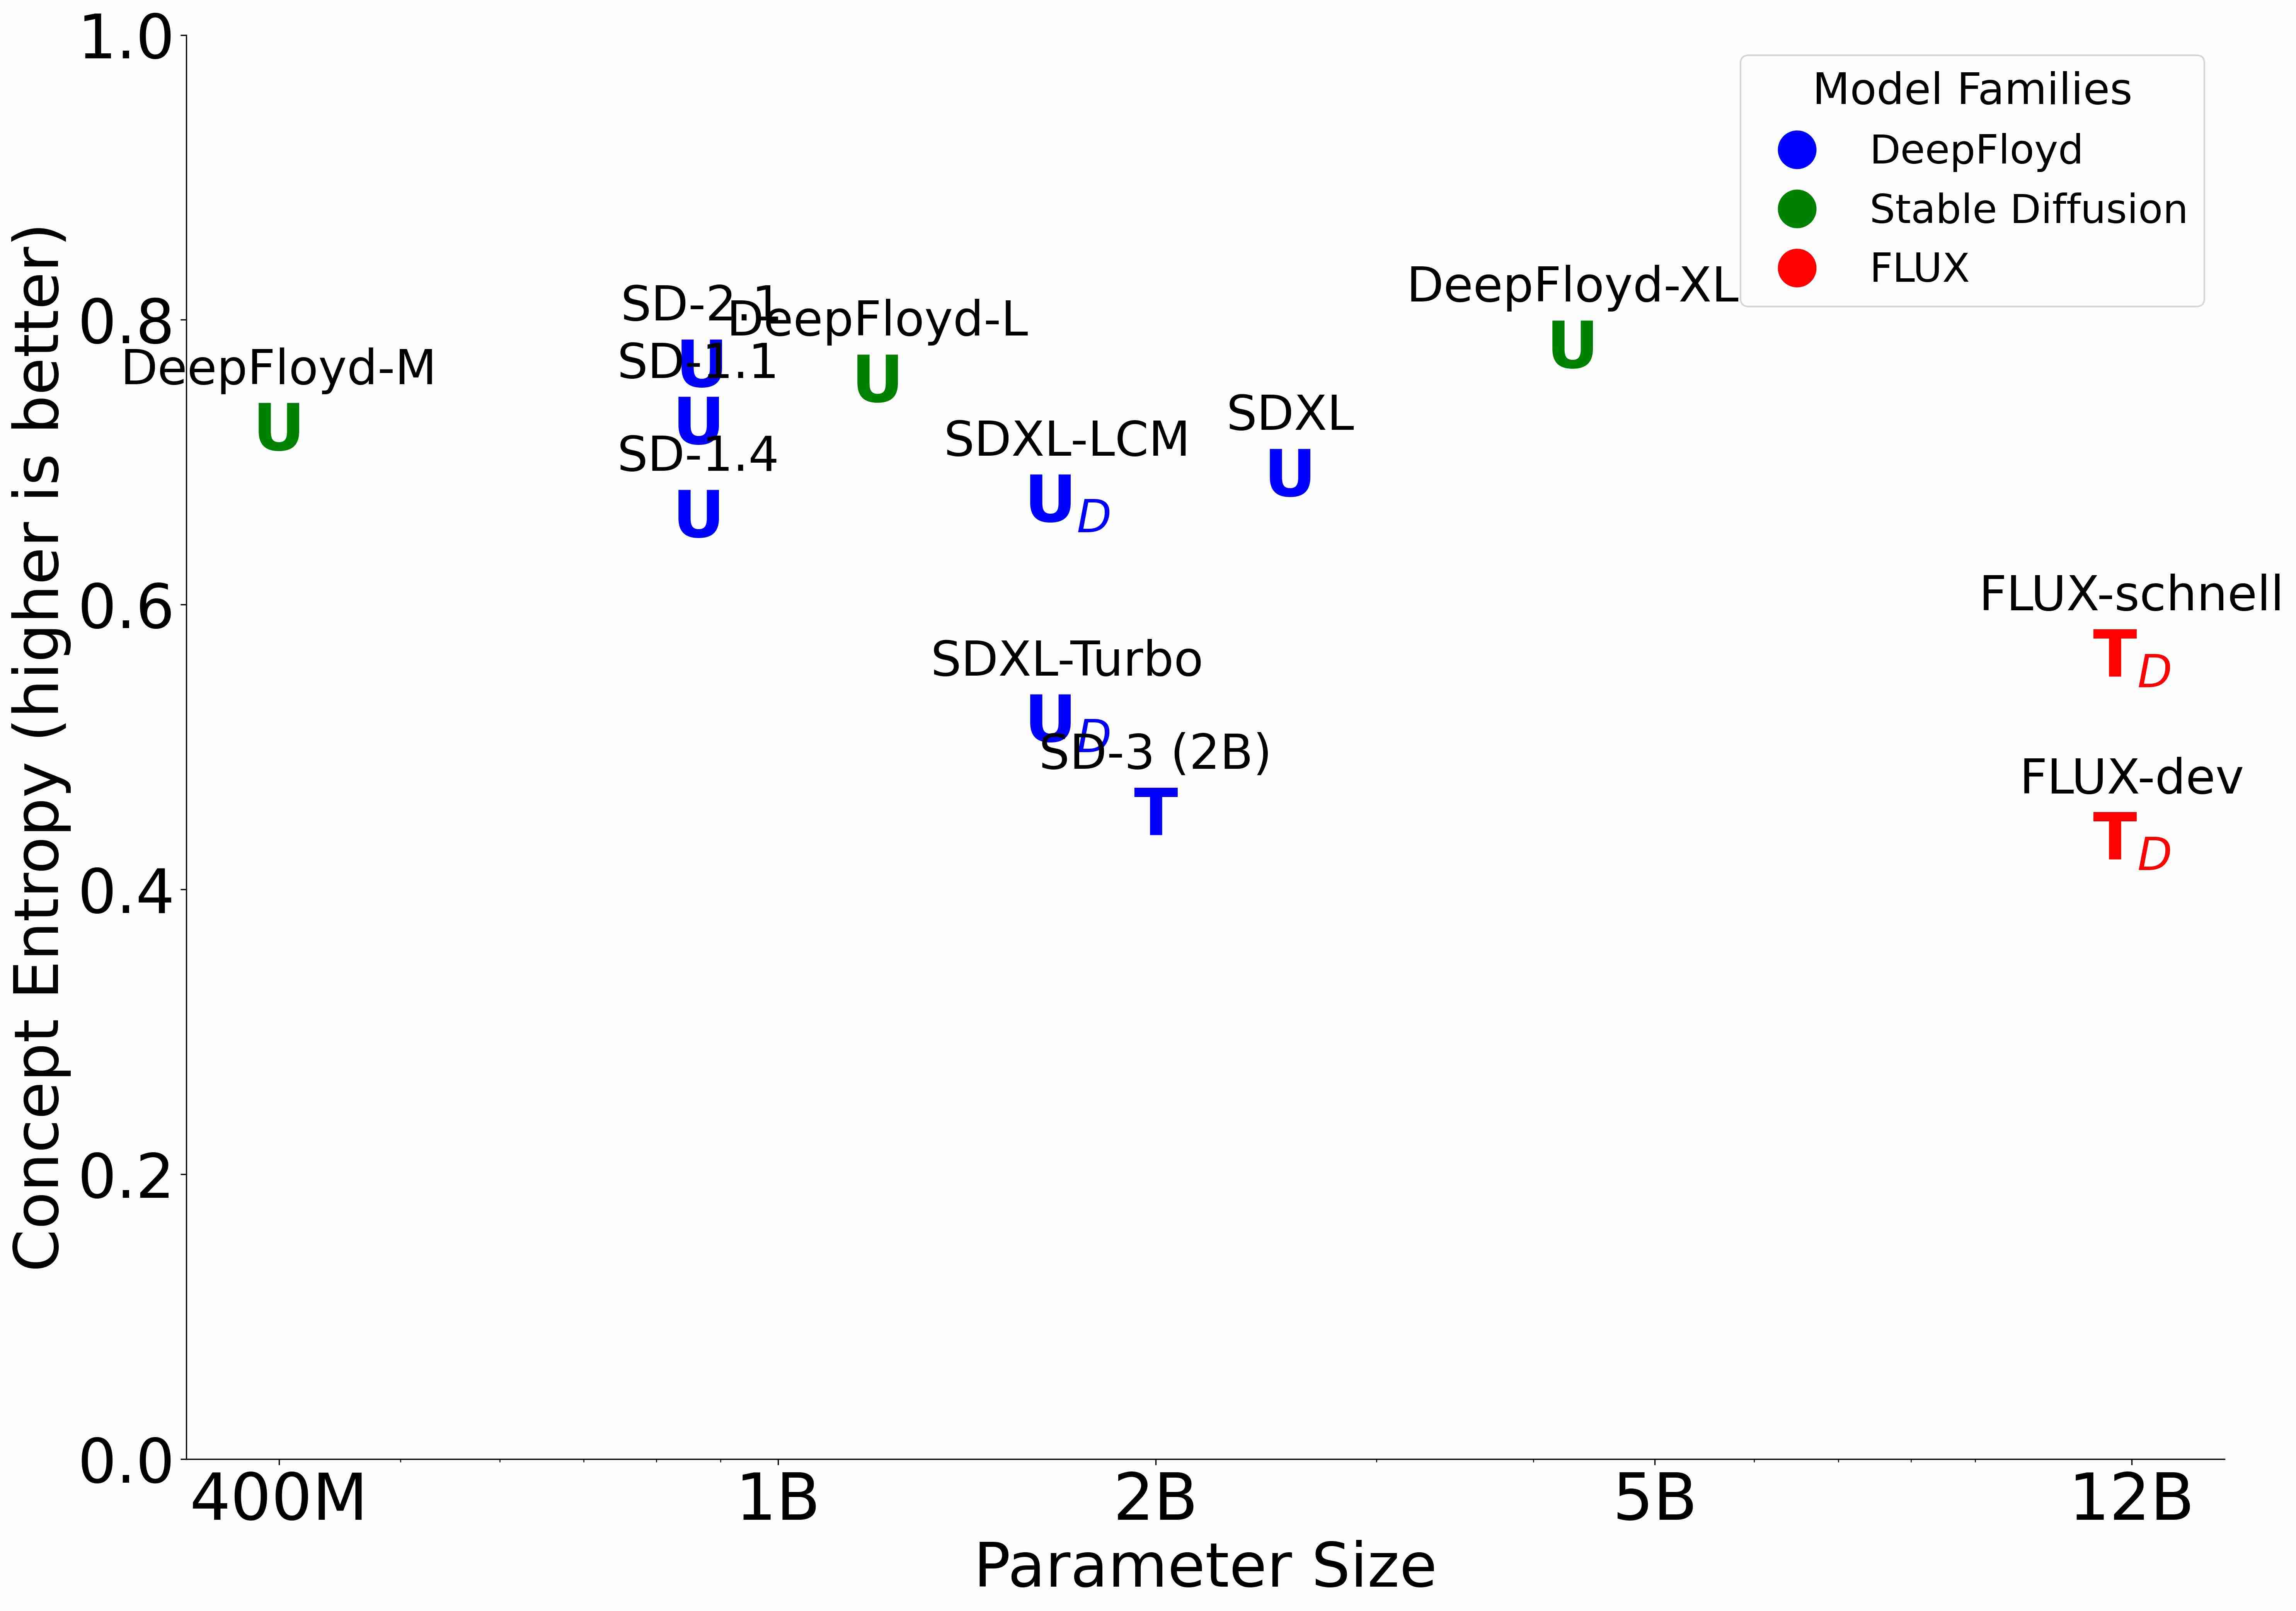 1.0
0.8
0.6
0.4
0.2
0.0
Concept Entropy (higher is better)
Model Families
DeepFloyd
Stable Diffusion
FLUX
DeepFloyd-XL
SD-2.1
DeepFloyd-L
U
U
DeepFloyd-M
SD-1.1
U
U
U
SDXL
SDXL-LCM
SD-1.4
U
U D
U
FLUX-schnell
T D
SDXL-Turbo
U D
SD-3 (2B)
T
FLUX-dev
T D
400M
1B
2B
5B
12B
Parameter Size